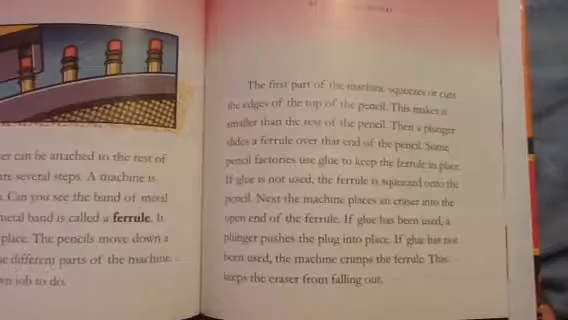 er can be attached to the rest of
are several steps. A machine is
Can you see the band of metal
metal band is called a ferrule. It
place. The pencils move down a
different parts of the machine.
own job to do.
The first part of the machine squeezes or cuts
the edges of the top of the pencil. This makes it
smaller than the rest of the pencil. Then a plunger
slides a ferrule over that end of the pencil. Some
pencil factories use glue to keep the ferrule in place.
If glue is not used, the ferrule is squeezed onto the
pencil. Next the machine places an eraser into the
open end of the ferrule. If glue has been used, a
plunger pushes the plug into place. If glue has not
been used, the machine crimps the ferrule. This
keeps the eraser from falling out.